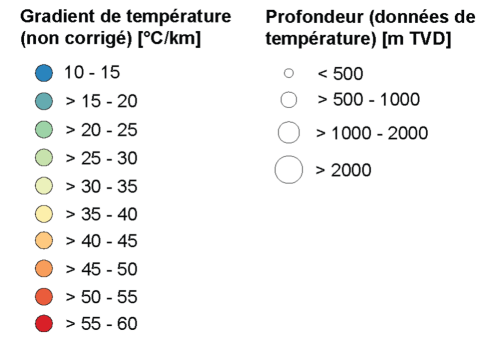 Gradient de température
(non corrigé) [°C/km]
10 - 15
> 15 - 20
> 20 - 25
> 25 - 30
> 30 - 35
> 35 - 40
> 40 - 45
> 45 - 50
> 50 - 55
> 55 - 60
Profondeur (données de
température) [m TVD]
< 500
> 500 - 1000
> 1000 - 2000
> 2000